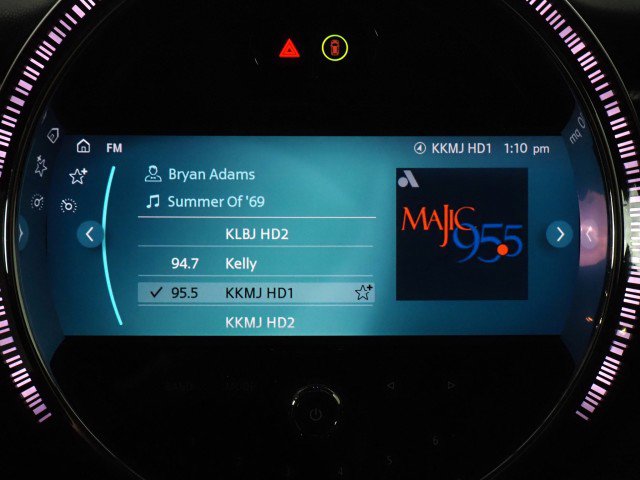 FM
KKMJ HD1 1:10 pm
Bryan Adams
Summer Of '69
KLBJ HD2
94.7 Kelly
95.5 KKMJ HD1
KKMJ HD2
MAJIC
95.5